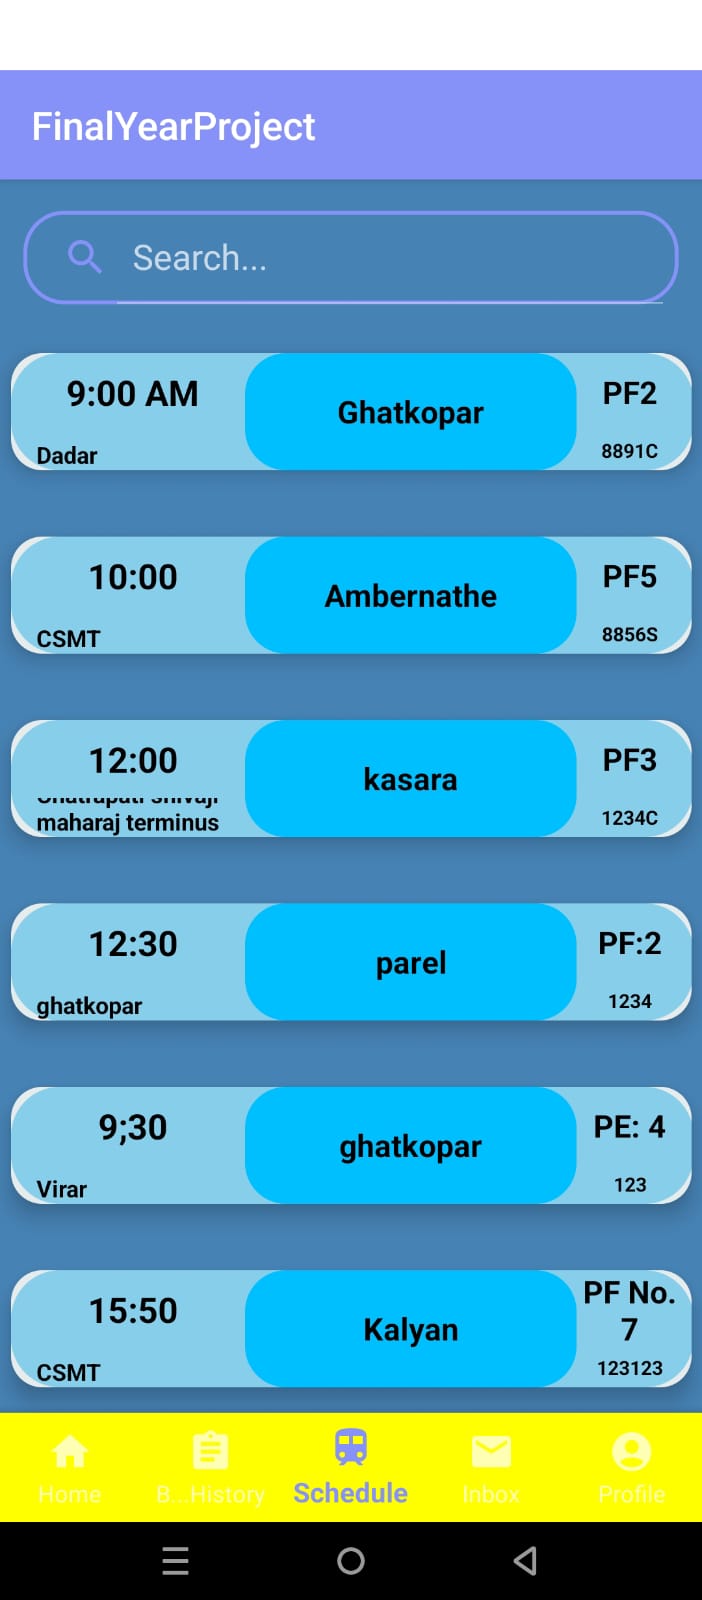 FinalYearProject
Search...
9:00 AM
Dadar
Ghatkopar
PF2
8891C
10:00
CSMT
Ambernathe
PF5
8856S
12:00
Chatrapati shivaji
maharaj terminus
kasara
PF3
1234C
12:30
ghatkopar
parel
PF:2
1234
9;30
Virar
ghatkopar
PE: 4
123
15:50
CSMT
Kalyan
PF No.
7
123123
Home
B...History
Schedule
Inbox
Profile